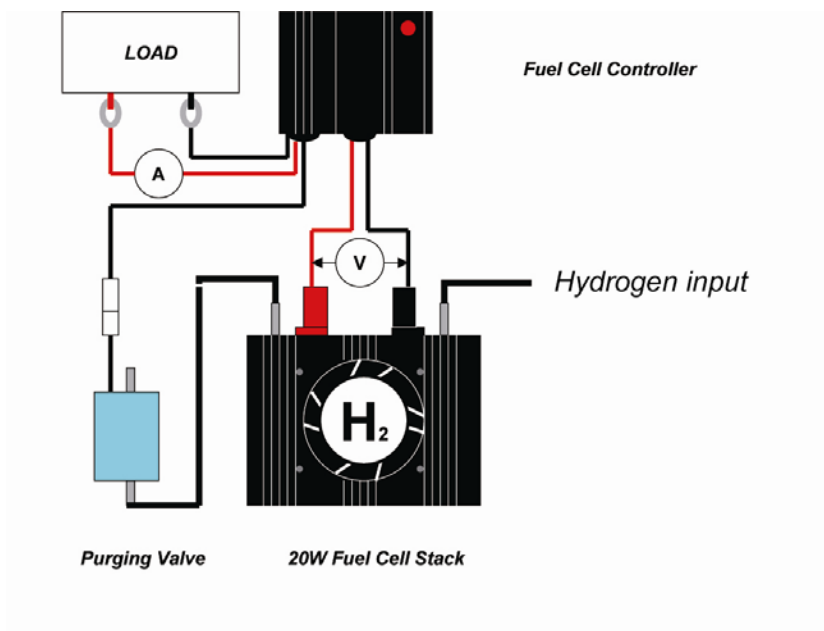 LOAD
Fuel Cell Controller
A
V
Hydrogen input
H2
Purging Valve
20W Fuel Cell Stack